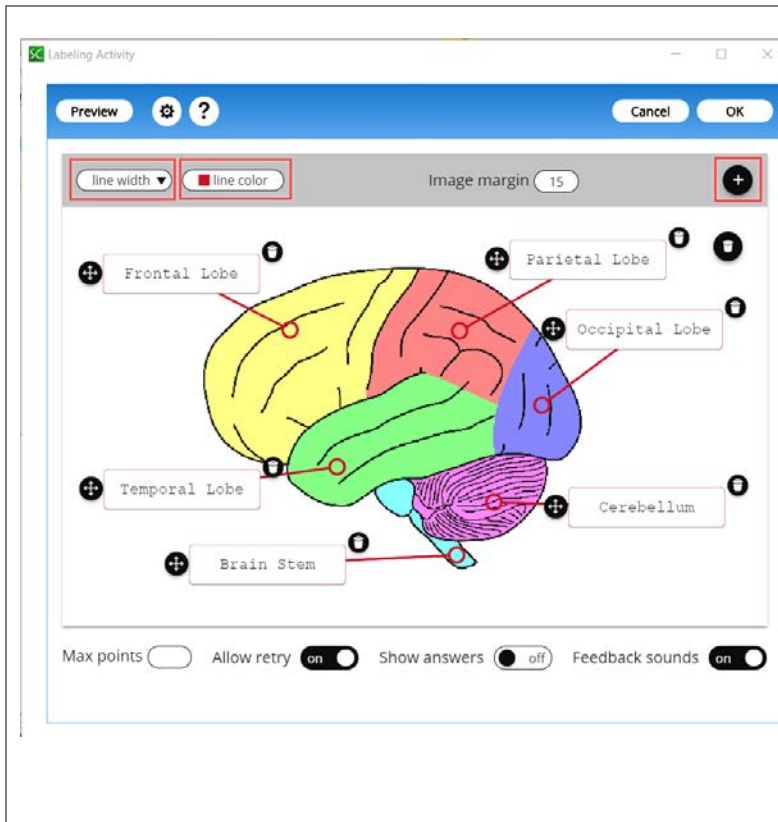 SC Labeling Activity
Preview ? Cancel OK
line width line color Image margin 15 +
Frontal Lobe
Parietal Lobe
Occipital Lobe
Temporal Lobe
Cerebellum
Brain Stem
Max points Allow retry on Show answers off Feedback sounds on